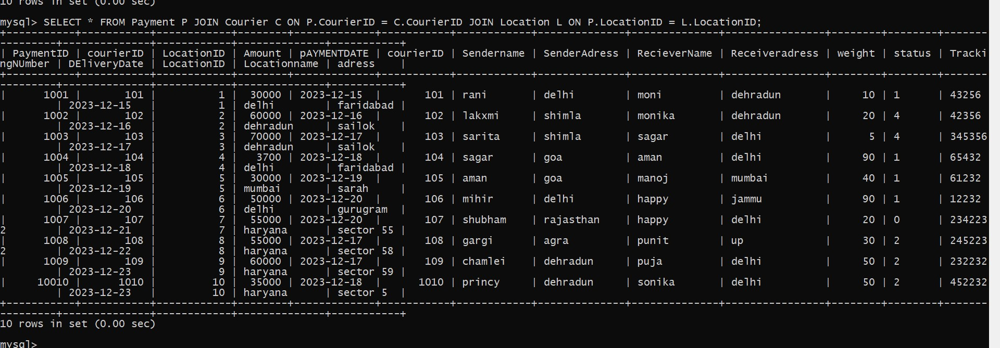 10 rows in set (0.00 sec)
mysql> SELECT * FROM Payment P JOIN Courier C ON P.CourierID = C.CourierID JOIN Location L ON P.LocationID = L.LocationID;
+-----------+-----------+------------+--------+-------------+-----------+------------+--------------+--------------+----------------+--------+--------+-------
---------+--------------+------------+--------------+-----------+
| PaymentID | courierID | LocationID | Amount | pAYMENTDATE | courierID | Sendername | SenderAdress | RecieverName | Receiveradress | weight | status | Tracki
ngNUmber | DEliveryDate | LocationID | Locationname | adress    |
+-----------+-----------+------------+--------+-------------+-----------+------------+--------------+--------------+----------------+--------+--------+-------
---------+--------------+------------+--------------+-----------+
|      1001 |       101 |          1 |  30000 | 2023-12-15  |       101 | rani       | delhi        | moni         | dehradun       |     10 | 1      | 43256
         | 2023-12-15   |          1 | delhi        | faridabad |
|      1002 |       102 |          2 |  60000 | 2023-12-16  |       102 | lakxmi     | shimla       | monika       | dehradun       |     20 | 4      | 42356
         | 2023-12-16   |          2 | dehradun     | sailok    |
|      1003 |       103 |          3 |  70000 | 2023-12-17  |       103 | sarita     | shimla       | sagar        | delhi          |      5 | 4      | 345356
         | 2023-12-17   |          3 | dehradun     | sailok    |
|      1004 |       104 |          4 |   3700 | 2023-12-18  |       104 | sagar      | goa          | aman         | delhi          |     90 | 1      | 65432
         | 2023-12-18   |          4 | delhi        | faridabad |
|      1005 |       105 |          5 |  30000 | 2023-12-19  |       105 | aman       | goa          | manoj        | mumbai         |     40 | 1      | 61232
         | 2023-12-19   |          5 | mumbai       | sarah     |
|      1006 |       106 |          6 |  50000 | 2023-12-20  |       106 | mihir      | delhi        | happy        | jammu          |     90 | 1      | 12232
         | 2023-12-20   |          6 | delhi        | gurugram  |
|      1007 |       107 |          7 |  55000 | 2023-12-20  |       107 | shubham    | rajasthan    | happy        | delhi          |     20 | 0      | 234223
2        | 2023-12-21   |          7 | haryana      | sector 55 |
|      1008 |       108 |          8 |  55000 | 2023-12-17  |       108 | gargi      | agra         | punit        | up             |     30 | 2      | 245223
2        | 2023-12-22   |          8 | haryana      | sector 58 |
|      1009 |       109 |          9 |  60000 | 2023-12-17  |       109 | chamlei    | dehradun     | puja         | delhi          |     50 | 2      | 232232
         | 2023-12-23   |          9 | haryana      | sector 59 |
|     10010 |      1010 |         10 |  35000 | 2023-12-18  |      1010 | princy     | dehradun     | sonika       | delhi          |     50 | 2      | 452232
         | 2023-12-23   |         10 | haryana      | sector 5  |
+-----------+-----------+------------+--------+-------------+-----------+------------+--------------+--------------+----------------+--------+--------+-------
---------+--------------+------------+--------------+-----------+
10 rows in set (0.00 sec)
mysql>